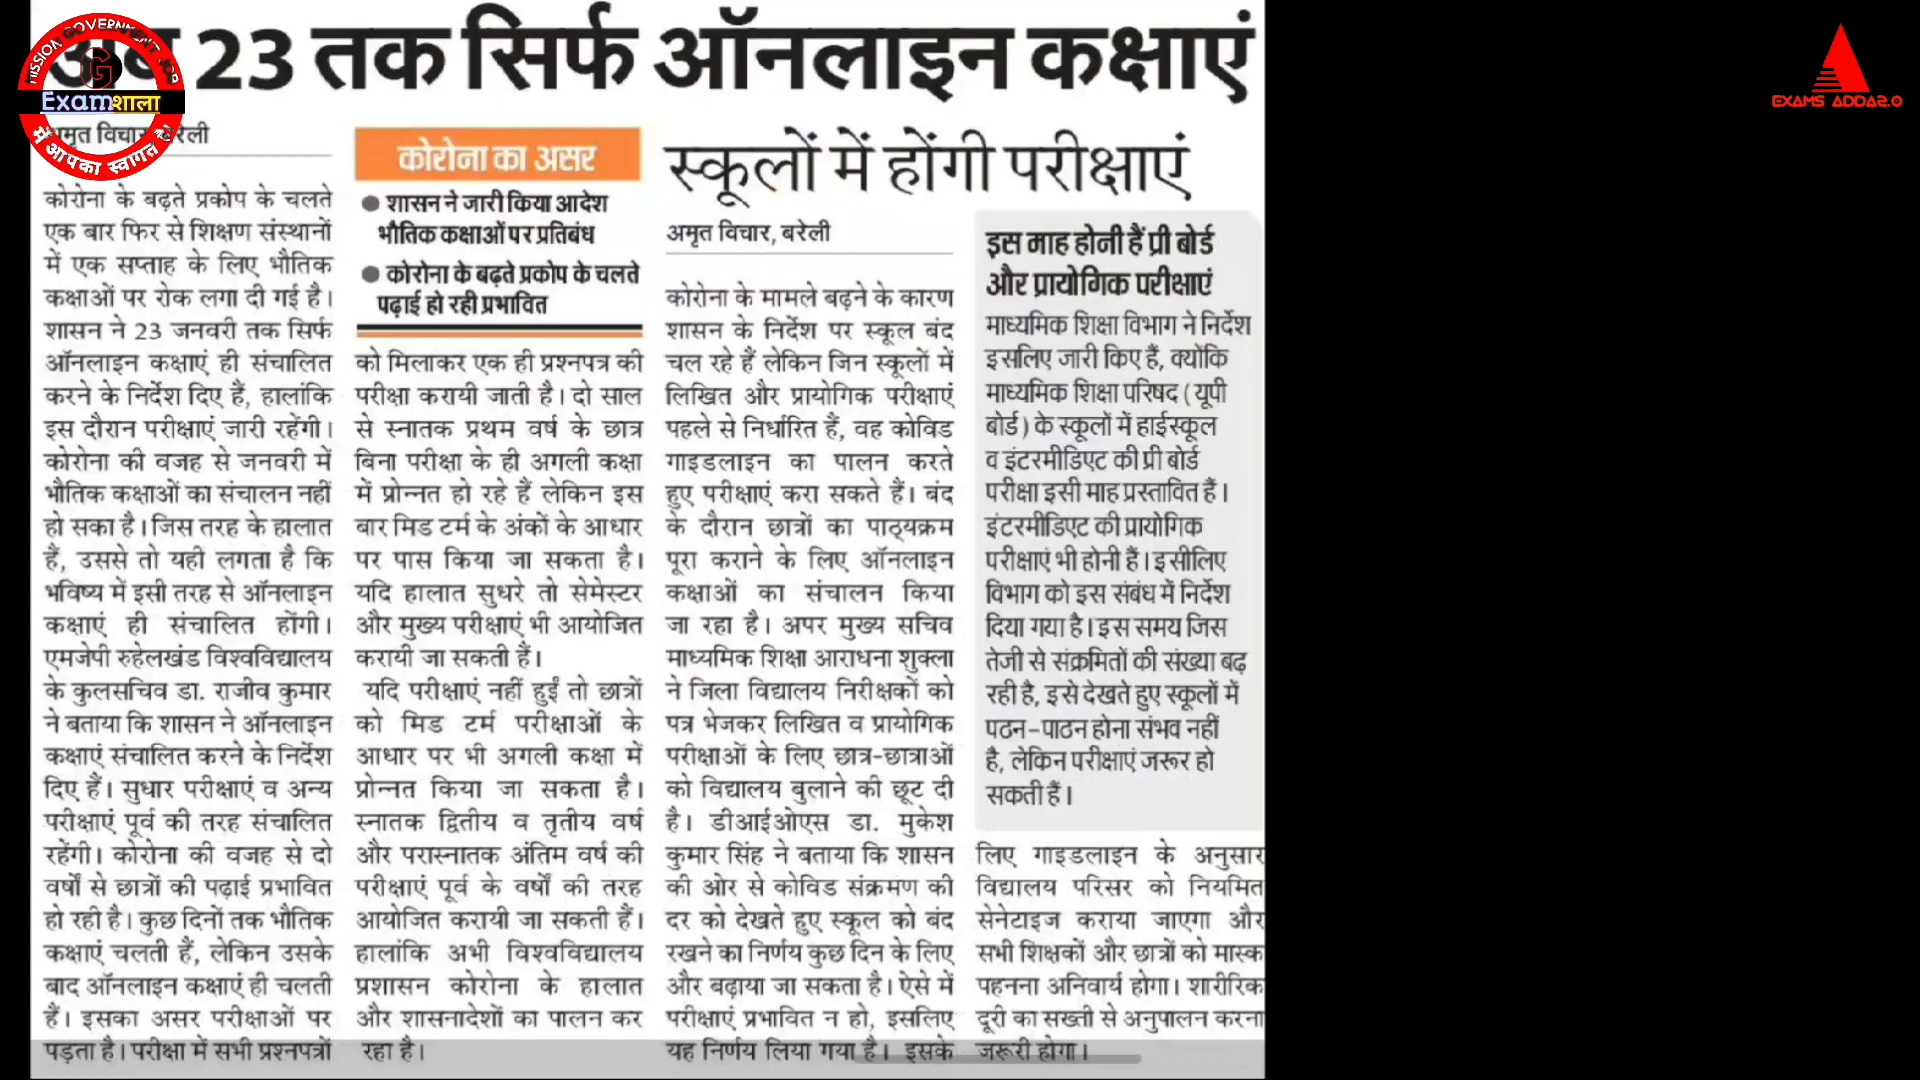 अब 23 तक सिर्फ ऑनलाइन कक्षाएं
MISSION GOVERNMENT JOB
G
Examशाला
में आपका स्वागत है
EXAMS ADDA2.0
अमृत विचार, बरेली
कोरोना के बढ़ते प्रकोप के चलते
एक बार फिर से शिक्षण संस्थानों
में एक सप्ताह के लिए भौतिक
कक्षाओं पर रोक लगा दी गई है।
शासन ने 23 जनवरी तक सिर्फ
ऑनलाइन कक्षाएं ही संचालित
करने के निर्देश दिए हैं, हालांकि
इस दौरान परीक्षाएं जारी रहेंगी।
कोरोना की वजह से जनवरी में
भौतिक कक्षाओं का संचालन नहीं
हो सका है। जिस तरह के हालात
हैं, उससे तो यही लगता है कि
भविष्य में इसी तरह से ऑनलाइन
कक्षाएं ही संचालित होंगी।
एमजेपी रुहेलखंड विश्वविद्यालय
के कुलसचिव डा. राजीव कुमार
ने बताया कि शासन ने ऑनलाइन
कक्षाएं संचालित करने के निर्देश
दिए हैं। सुधार परीक्षाएं व अन्य
परीक्षाएं पूर्व की तरह संचालित
रहेंगी। कोरोना की वजह से दो
वर्षों से छात्रों की पढ़ाई प्रभावित
हो रही है। कुछ दिनों तक भौतिक
कक्षाएं चलती हैं, लेकिन उसके
बाद ऑनलाइन कक्षाएं ही चलती
हैं। इसका असर परीक्षाओं पर
पड़ता है। परीक्षा में सभी प्रश्नपत्रों
कोरोना का असर
● शासन ने जारी किया आदेश
भौतिक कक्षाओं पर प्रतिबंध
● कोरोना के बढ़ते प्रकोप के चलते
पढ़ाई हो रही प्रभावित
को मिलाकर एक ही प्रश्नपत्र की
परीक्षा करायी जाती है। दो साल
से स्नातक प्रथम वर्ष के छात्र
बिना परीक्षा के ही अगली कक्षा
में प्रोन्नत हो रहे हैं लेकिन इस
बार मिड टर्म के अंकों के आधार
पर पास किया जा सकता है।
यदि हालात सुधरे तो सेमेस्टर
और मुख्य परीक्षाएं भी आयोजित
करायी जा सकती हैं।
यदि परीक्षाएं नहीं हुईं तो छात्रों
को मिड टर्म परीक्षाओं के
आधार पर भी अगली कक्षा में
प्रोन्नत किया जा सकता है।
स्नातक द्वितीय व तृतीय वर्ष
और परास्नातक अंतिम वर्ष की
परीक्षाएं पूर्व के वर्षों की तरह
आयोजित करायी जा सकती हैं।
हालांकि अभी विश्वविद्यालय
प्रशासन कोरोना के हालात
और शासनादेशों का पालन कर
रहा है।
स्कूलों में होंगी परीक्षाएं
अमृत विचार, बरेली
कोरोना के मामले बढ़ने के कारण
शासन के निर्देश पर स्कूल बंद
चल रहे हैं लेकिन जिन स्कूलों में
लिखित और प्रायोगिक परीक्षाएं
पहले से निर्धारित हैं, वह कोविड
गाइडलाइन का पालन करते
हुए परीक्षाएं करा सकते हैं। बंद
के दौरान छात्रों का पाठ्यक्रम
पूरा कराने के लिए ऑनलाइन
कक्षाओं का संचालन किया
जा रहा है। अपर मुख्य सचिव
माध्यमिक शिक्षा आराधना शुक्ला
ने जिला विद्यालय निरीक्षकों को
पत्र भेजकर लिखित व प्रायोगिक
परीक्षाओं के लिए छात्र-छात्राओं
को विद्यालय बुलाने की छूट दी
है। डीआईओएस डा. मुकेश
कुमार सिंह ने बताया कि शासन
की ओर से कोविड संक्रमण की
दर को देखते हुए स्कूल को बंद
रखने का निर्णय कुछ दिन के लिए
और बढ़ाया जा सकता है। ऐसे में
परीक्षाएं प्रभावित न हो, इसलिए
यह निर्णय लिया गया है। इसके
इस माह होनी हैं प्री बोर्ड
और प्रायोगिक परीक्षाएं
माध्यमिक शिक्षा विभाग ने निर्देश
इसलिए जारी किए हैं, क्योंकि
माध्यमिक शिक्षा परिषद (यूपी
बोर्ड) के स्कूलों में हाईस्कूल
व इंटरमीडिएट की प्री बोर्ड
परीक्षा इसी माह प्रस्तावित हैं।
इंटरमीडिएट की प्रायोगिक
परीक्षाएं भी होनी हैं। इसीलिए
विभाग को इस संबंध में निर्देश
दिया गया है। इस समय जिस
तेजी से संक्रमितों की संख्या बढ़
रही है, इसे देखते हुए स्कूलों में
पठन-पाठन होना संभव नहीं
है, लेकिन परीक्षाएं जरूर हो
सकती हैं।
लिए गाइडलाइन के अनुसार
विद्यालय परिसर को नियमित
सेनेटाइज कराया जाएगा और
सभी शिक्षकों और छात्रों को मास्क
पहनना अनिवार्य होगा। शारीरिक
दूरी का सख्ती से अनुपालन करना
जरूरी होगा।